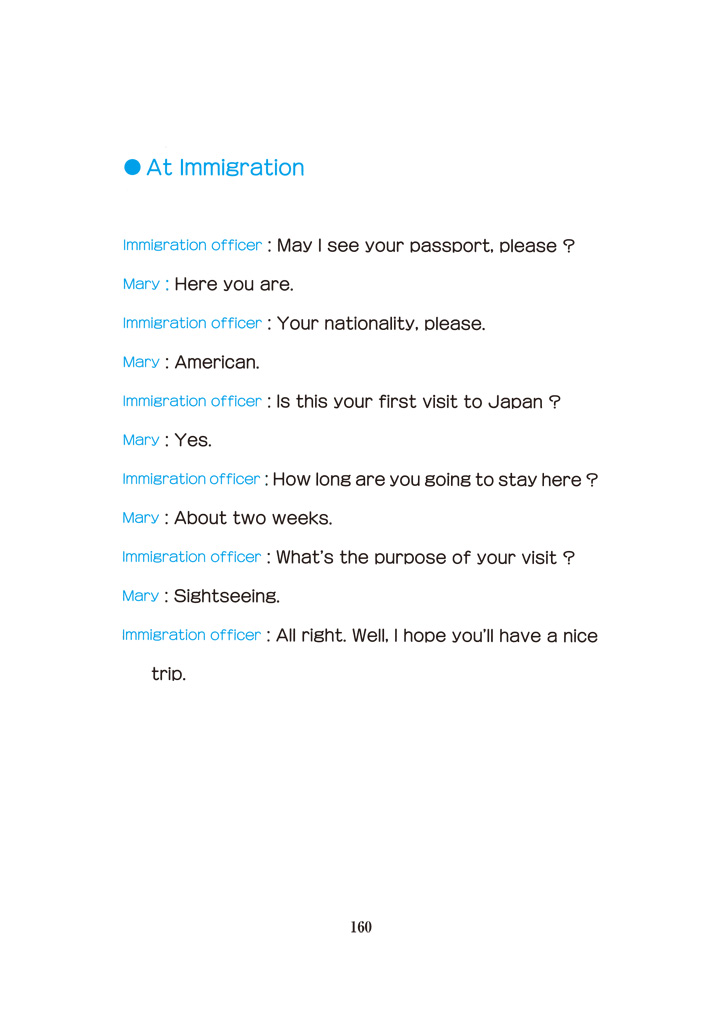 ● At Immigration
Immigration officer : May I see your passport, please ?
Mary : Here you are.
Immigration officer : Your nationality, please.
Mary : American.
Immigration officer : Is this your first visit to Japan ?
Mary : Yes.
Immigration officer : How long are you going to stay here ?
Mary : About two weeks.
Immigration officer : What's the purpose of your visit ?
Mary : Sightseeing.
Immigration officer : All right. Well, I hope you'll have a nice
trip.
160